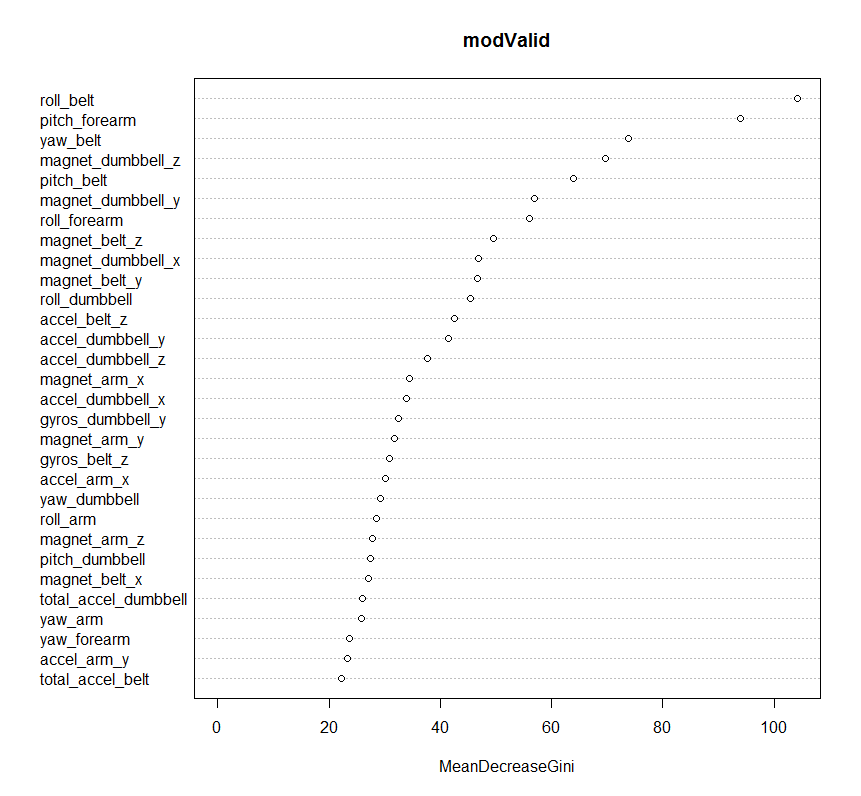 modValid
roll_belt
pitch_forearm
yaw_belt
magnet_dumbbell_z
pitch_belt
magnet_dumbbell_y
roll_forearm
magnet_belt_z
magnet_dumbbell_x
magnet_belt_y
roll_dumbbell
accel_belt_z
accel_dumbbell_y
accel_dumbbell_z
magnet_arm_x
accel_dumbbell_x
gyros_dumbbell_y
magnet_arm_y
gyros_belt_z
accel_arm_x
yaw_dumbbell
roll_arm
magnet_arm_z
pitch_dumbbell
magnet_belt_x
total_accel_dumbbell
yaw_arm
yaw_forearm
accel_arm_y
total_accel_belt
0 20 40 60 80 100
MeanDecreaseGini